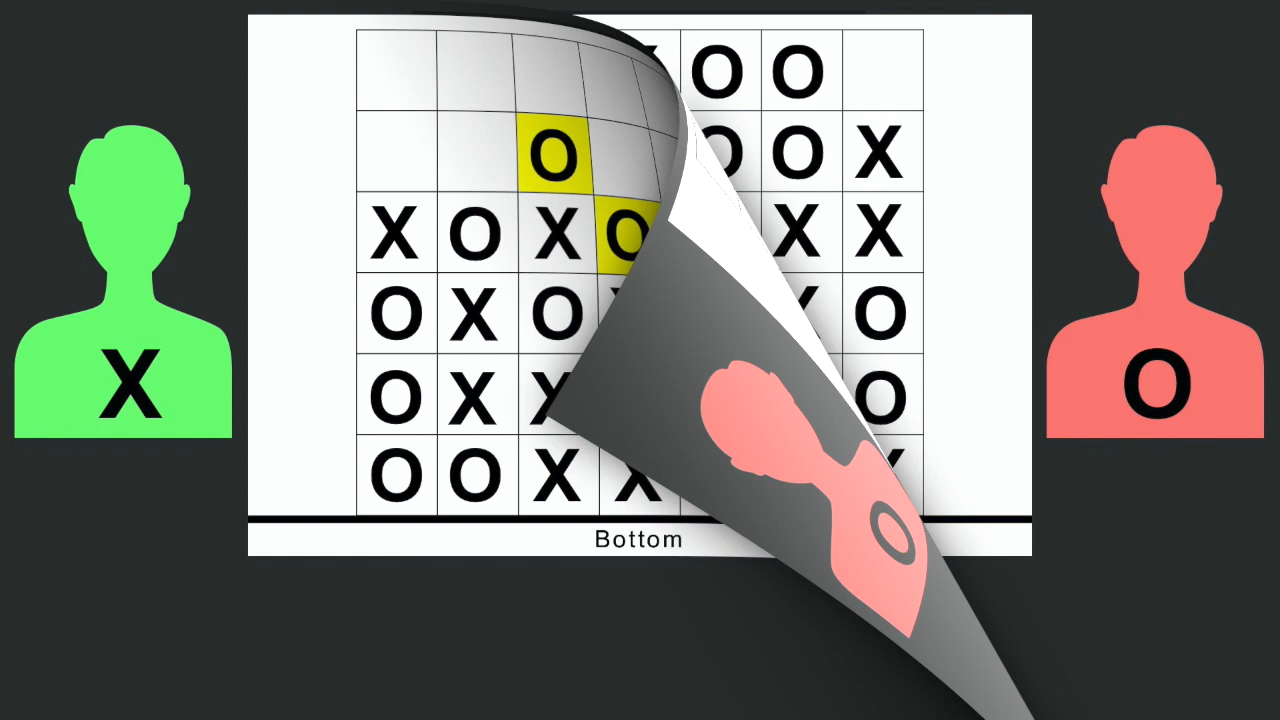 X O O
O O O X
X O X O X X
O X O X X O
O X X O
O O X X X
X O
O
Bottom